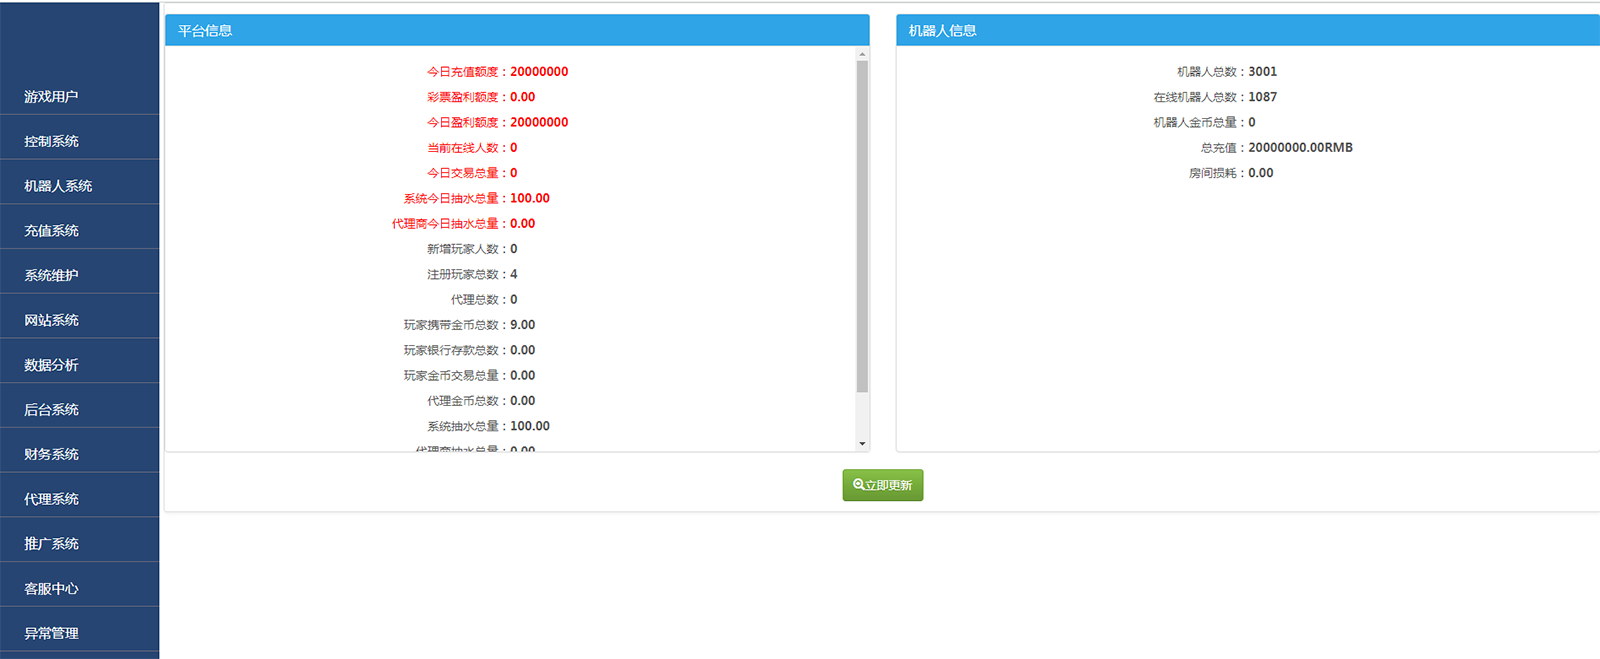 游戏用户
控制系统
机器人系统
充值系统
系统维护
网站系统
数据分析
后台系统
财务系统
代理系统
推广系统
客服中心
异常管理
平台信息
今日充值额度：20000000
彩票盈利额度：0.00
今日盈利额度：20000000
当前在线人数：0
今日交易总量：0
系统今日抽水总量：100.00
代理商今日抽水总量：0.00
新增玩家人数：0
注册玩家总数：4
代理总数：0
玩家携带金币总数：9.00
玩家银行存款总数：0.00
玩家金币交易总量：0.00
代理金币总数：0.00
系统抽水总量：100.00
代理商抽水总量：0.00
机器人信息
机器人总数：3001
在线机器人总数：1087
机器人金币总量：0
总充值：20000000.00RMB
房间损耗：0.00
立即更新